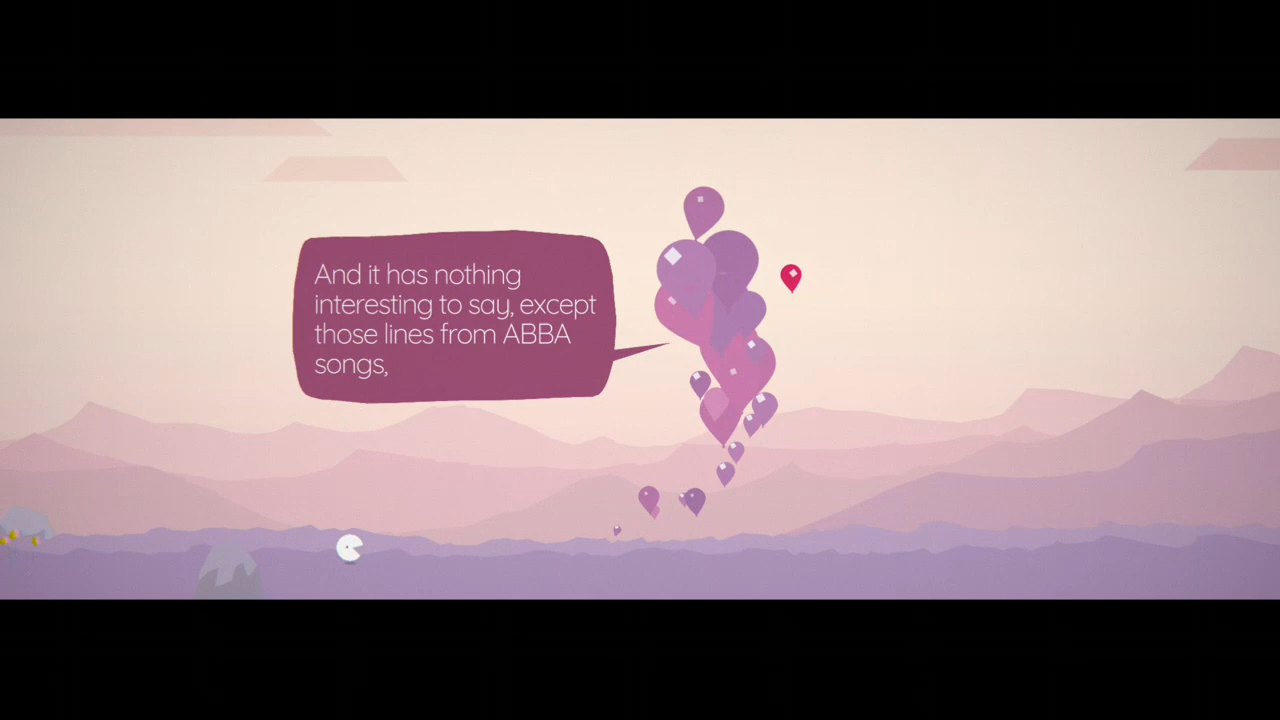 And it has nothing
interesting to say, except
those lines from ABBA
songs,